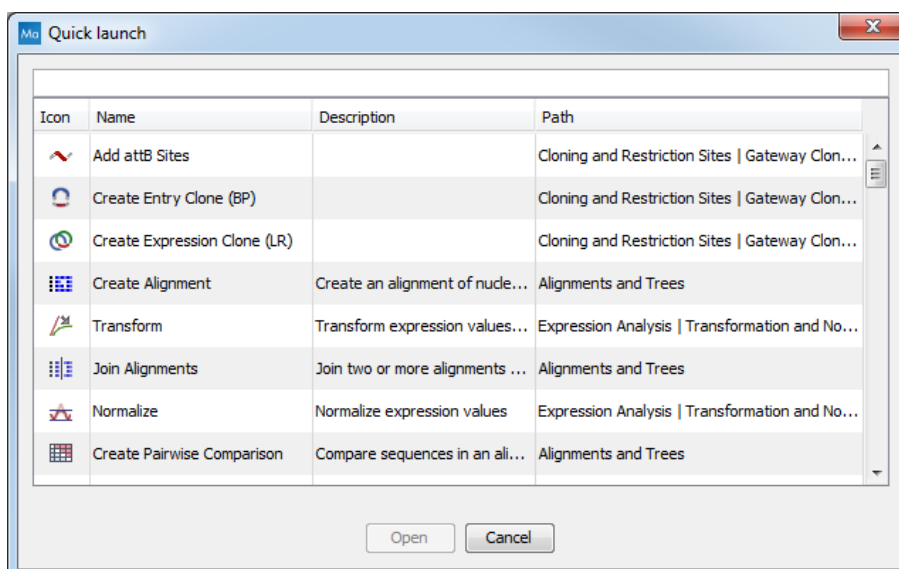 Ma Quick launch
Icon Name Description Path
Add attB Sites Cloning and Restriction Sites | Gateway Clon...
Create Entry Clone (BP) Cloning and Restriction Sites | Gateway Clon...
Create Expression Clone (LR) Cloning and Restriction Sites | Gateway Clon...
Create Alignment Create an alignment of nucle... Alignments and Trees
Transform Transform expression values... Expression Analysis | Transformation and No...
Join Alignments Join two or more alignments ... Alignments and Trees
Normalize Normalize expression values Expression Analysis | Transformation and No...
Create Pairwise Comparison Compare sequences in an ali... Alignments and Trees
Open Cancel